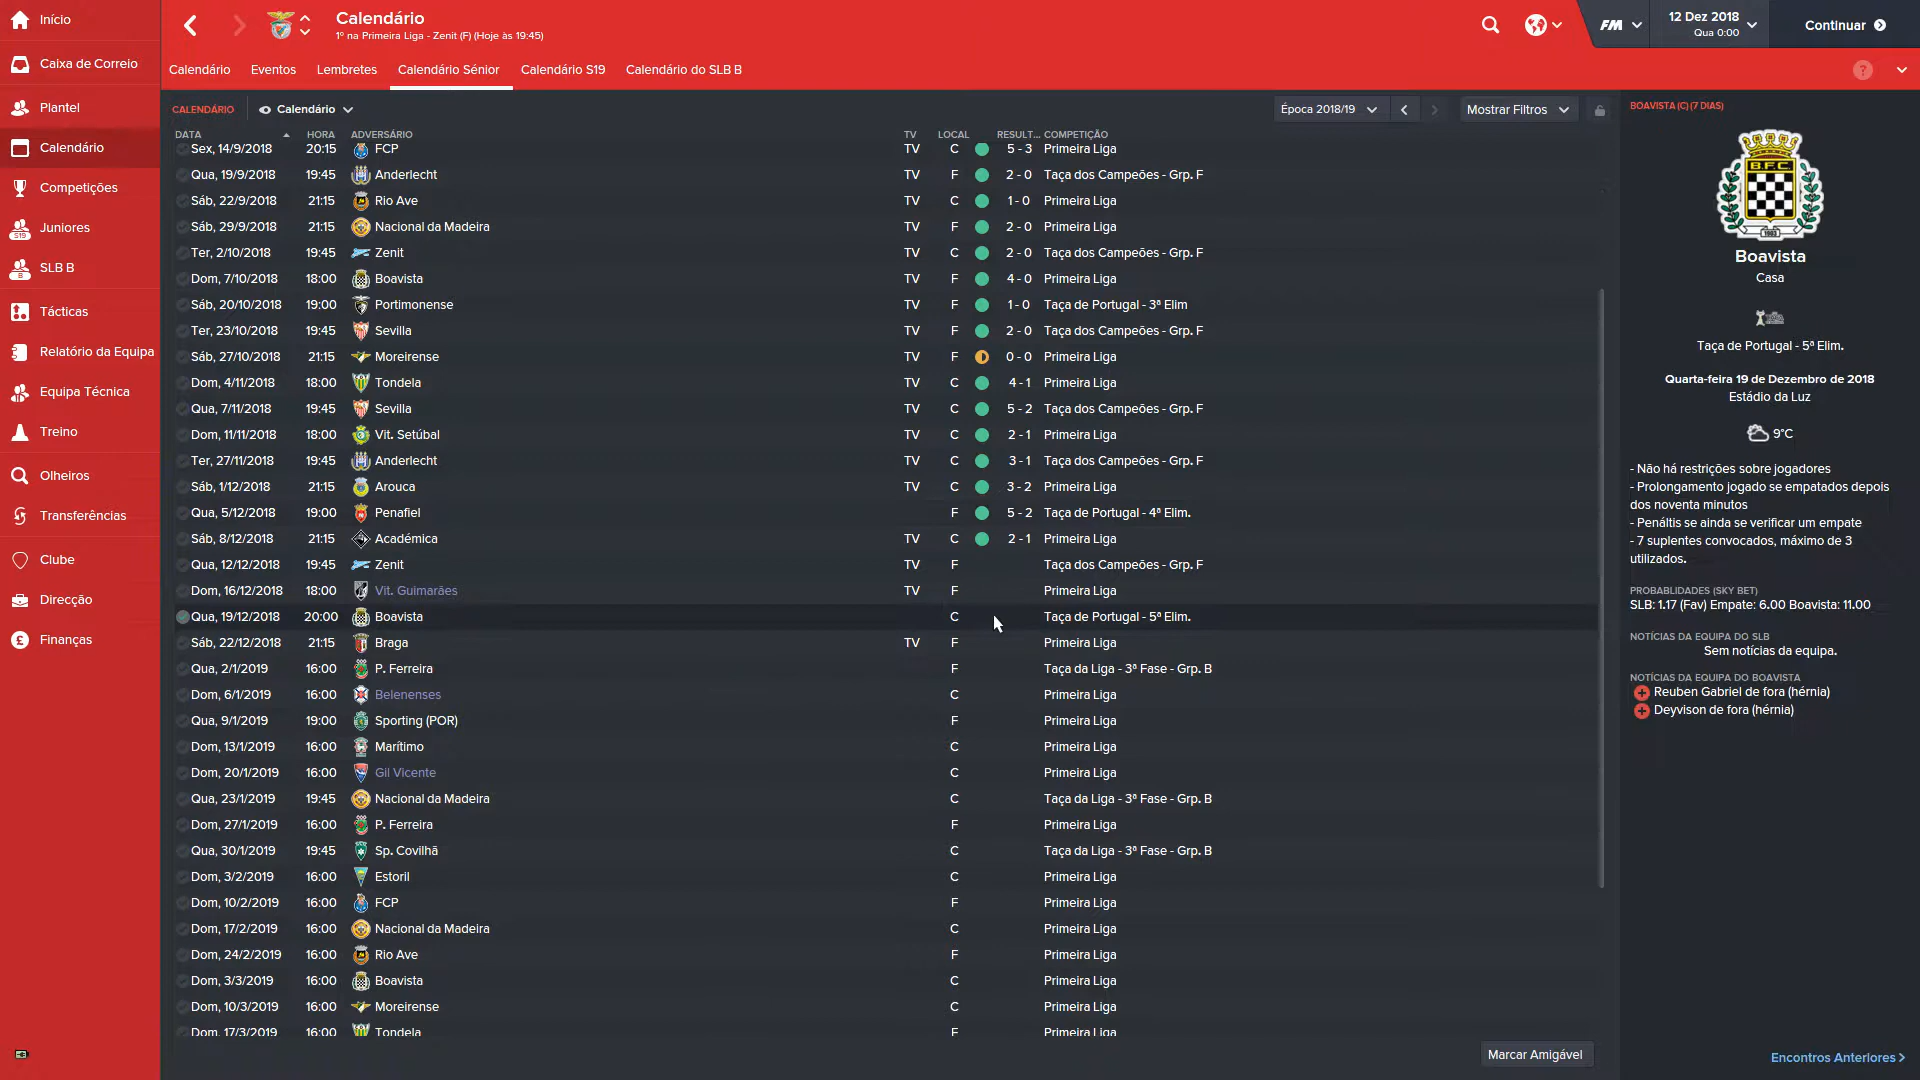 Início
Caixa de Correio
Plantel
Calendário
Competições
Juniores
SLB B
Tácticas
Relatório da Equipa
Equipa Técnica
Treino
Olheiros
Transferências
Clube
Direcção
Finanças
Calendário
1º na Primeira Liga - Zenit (F) (Hoje às 19:45)
FM
12 Dez 2018
Qua 0:00
Continuar
Calendário Eventos Lembretes Calendário Sénior Calendário S19 Calendário do SLB B
CALENDÁRIO Calendário Época 2018/19 Mostrar Filtros
DATA HORA ADVERSÁRIO TV LOCAL RESULT... COMPETIÇÃO
Sex, 14/9/2018 20:15 FCP TV C 5 - 3 Primeira Liga
Qua, 19/9/2018 19:45 Anderlecht TV F 2 - 0 Taça dos Campeões - Grp. F
Sáb, 22/9/2018 21:15 Rio Ave TV C 1 - 0 Primeira Liga
Sáb, 29/9/2018 21:15 Nacional da Madeira TV F 2 - 0 Primeira Liga
Ter, 2/10/2018 19:45 Zenit TV C 2 - 0 Taça dos Campeões - Grp. F
Dom, 7/10/2018 18:00 Boavista TV F 4 - 0 Primeira Liga
Sáb, 20/10/2018 19:00 Portimonense TV F 1 - 0 Taça de Portugal - 3ª Elim
Ter, 23/10/2018 19:45 Sevilla TV F 2 - 0 Taça dos Campeões - Grp. F
Sáb, 27/10/2018 21:15 Moreirense TV F 0 - 0 Primeira Liga
Dom, 4/11/2018 18:00 Tondela TV C 4 - 1 Primeira Liga
Qua, 7/11/2018 19:45 Sevilla TV C 5 - 2 Taça dos Campeões - Grp. F
Dom, 11/11/2018 18:00 Vit. Setúbal TV C 2 - 1 Primeira Liga
Ter, 27/11/2018 19:45 Anderlecht TV C 3 - 1 Taça dos Campeões - Grp. F
Sáb, 1/12/2018 21:15 Arouca TV C 3 - 2 Primeira Liga
Qua, 5/12/2018 19:00 Penafiel F 5 - 2 Taça de Portugal - 4ª Elim.
Sáb, 8/12/2018 21:15 Académica TV C 2 - 1 Primeira Liga
Qua, 12/12/2018 19:45 Zenit TV F Taça dos Campeões - Grp. F
Dom, 16/12/2018 18:00 Vit. Guimarães TV F Primeira Liga
Qua, 19/12/2018 20:00 Boavista C Taça de Portugal - 5ª Elim.
Sáb, 22/12/2018 21:15 Braga TV F Primeira Liga
Qua, 2/1/2019 16:00 P. Ferreira F Taça da Liga - 3ª Fase - Grp. B
Dom, 6/1/2019 16:00 Belenenses C Primeira Liga
Qua, 9/1/2019 19:00 Sporting (POR) F Primeira Liga
Dom, 13/1/2019 16:00 Marítimo C Primeira Liga
Dom, 20/1/2019 16:00 Gil Vicente C Primeira Liga
Qua, 23/1/2019 19:45 Nacional da Madeira C Taça da Liga - 3ª Fase - Grp. B
Dom, 27/1/2019 16:00 P. Ferreira F Primeira Liga
Qua, 30/1/2019 19:45 Sp. Covilhã C Taça da Liga - 3ª Fase - Grp. B
Dom, 3/2/2019 16:00 Estoril C Primeira Liga
Dom, 10/2/2019 16:00 FCP F Primeira Liga
Dom, 17/2/2019 16:00 Nacional da Madeira C Primeira Liga
Dom, 24/2/2019 16:00 Rio Ave F Primeira Liga
Dom, 3/3/2019 16:00 Boavista C Primeira Liga
Dom, 10/3/2019 16:00 Moreirense C Primeira Liga
Dom, 17/3/2019 16:00 Tondela F Primeira Liga
Marcar Amigável
BOAVISTA (C) (7 DIAS)
B.F.C.
1903
Boavista
Casa
Taça de Portugal - 5ª Elim.
Quarta-feira 19 de Dezembro de 2018
Estádio da Luz
9°C
- Não há restrições sobre jogadores
- Prolongamento jogado se empatados depois
dos noventa minutos
- Penáltis se ainda se verificar um empate
- 7 suplentes convocados, máximo de 3
utilizados.
PROBABLIDADES (SKY BET)
SLB: 1.17 (Fav) Empate: 6.00 Boavista: 11.00
NOTÍCIAS DA EQUIPA DO SLB
Sem notícias da equipa.
NOTÍCIAS DA EQUIPA DO BOAVISTA
Reuben Gabriel de fora (hérnia)
Deyvison de fora (hérnia)
Encontros Anteriores